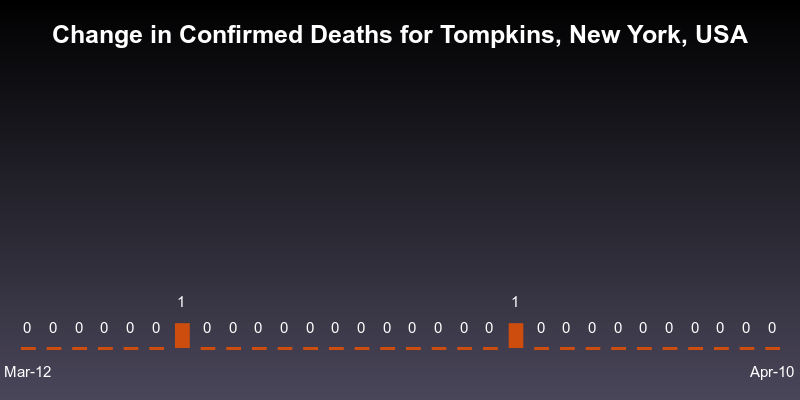 Change in Confirmed Deaths for Tompkins, New York, USA
1 1
0 0 0 0 0 0 0 0 0 0 0 0 0 0 0 0 0 0 0 0 0 0 0 0 0 0 0 0
Mar-12 Apr-10